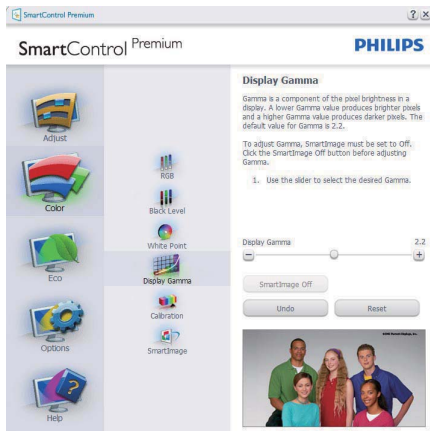 SmartControl Premium
SmartControl Premium
PHILIPS
Adjust
Color
Eco
Options
Help
RGB
Black Level
White Point
Display Gamma
Calibration
SmartImage
Display Gamma
Gamma is a component of the pixel brightness in a
display. A lower Gamma value produces brighter pixels
and a higher Gamma value produces darker pixels. The
default value for Gamma is 2.2.
To adjust Gamma, SmartImage must be set to Off.
Click the SmartImage Off button before adjusting
Gamma.
1. Use the slider to select the desired Gamma.
Display Gamma 2.2
SmartImage Off
Undo Reset